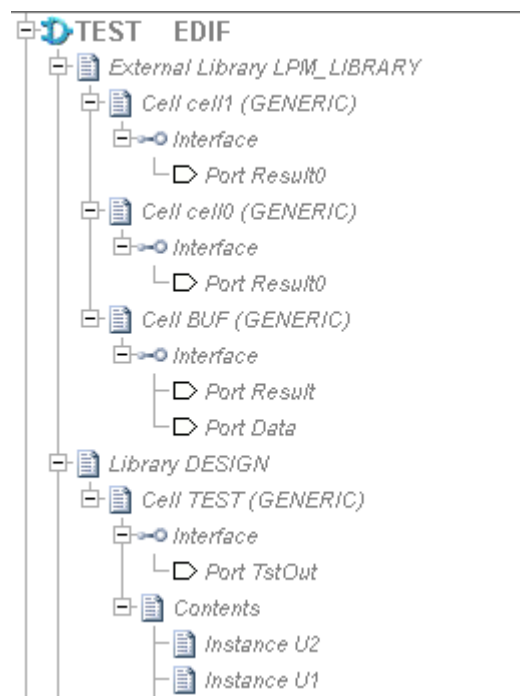 TEST EDIF
External Library LPM_LIBRARY
Cell cell1 (GENERIC)
Interface
Port Result0
Cell cell0 (GENERIC)
Interface
Port Result0
Cell BUF (GENERIC)
Interface
Port Result
Port Data
Library DESIGN
Cell TEST (GENERIC)
Interface
Port TstOut
Contents
Instance U2
Instance U1